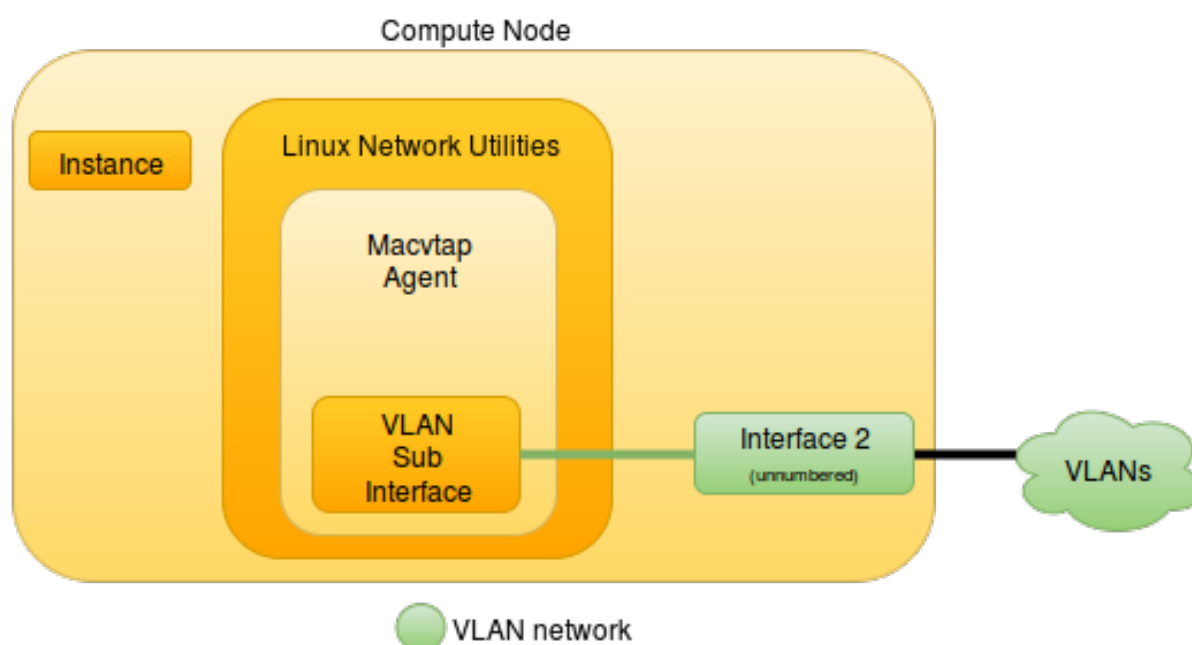 Compute Node
Instance
Linux Network Utilities
Macvtap
Agent
VLAN
Sub
Interface
Interface 2
(unnumbered)
VLANs
VLAN network